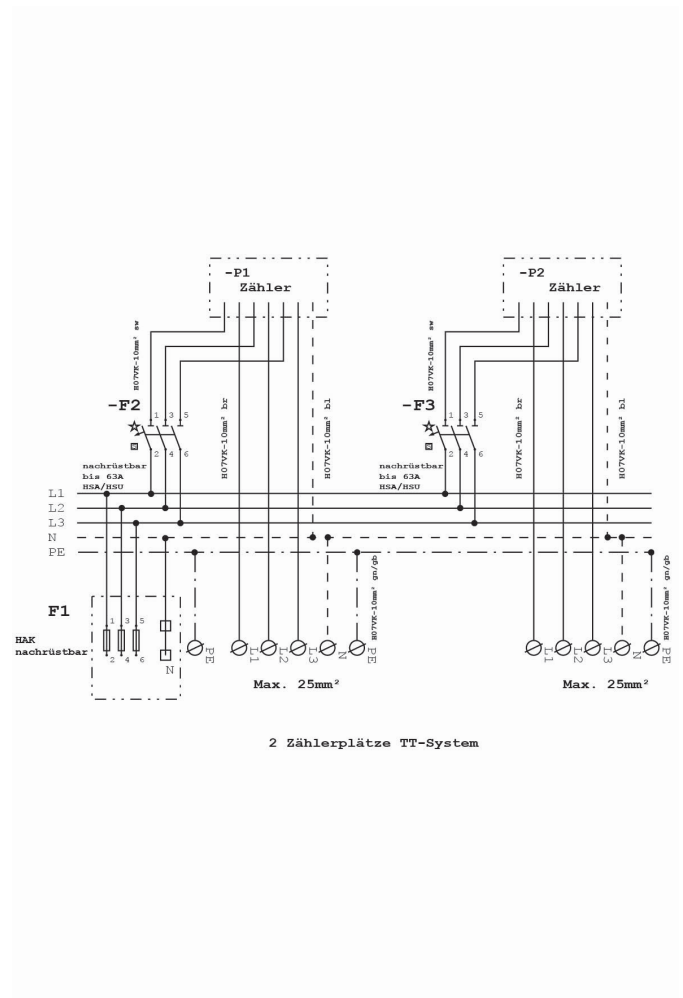 -P1
Zähler
-P2
Zähler
H07VK-10mm² sw
H07VK-10mm² sw
-F2
1 3 5
2 4 6
-F3
1 3 5
2 4 6
H07VK-10mm² br
H07VK-10mm² bl
H07VK-10mm² br
H07VK-10mm² bl
nachrüstbar
bis 63A
HSA/HSU
nachrüstbar
bis 63A
HSA/HSU
L1
L2
L3
N
PE
H07VK-10mm² gn/gb
H07VK-10mm² gn/gb
F1
HAK
nachrüstbar
1 3 5
2 4 6
N
PE
L1
L2
L3
N
PE
L1
L2
L3
N
PE
Max. 25mm²
Max. 25mm²
2 Zählerplätze TT-System